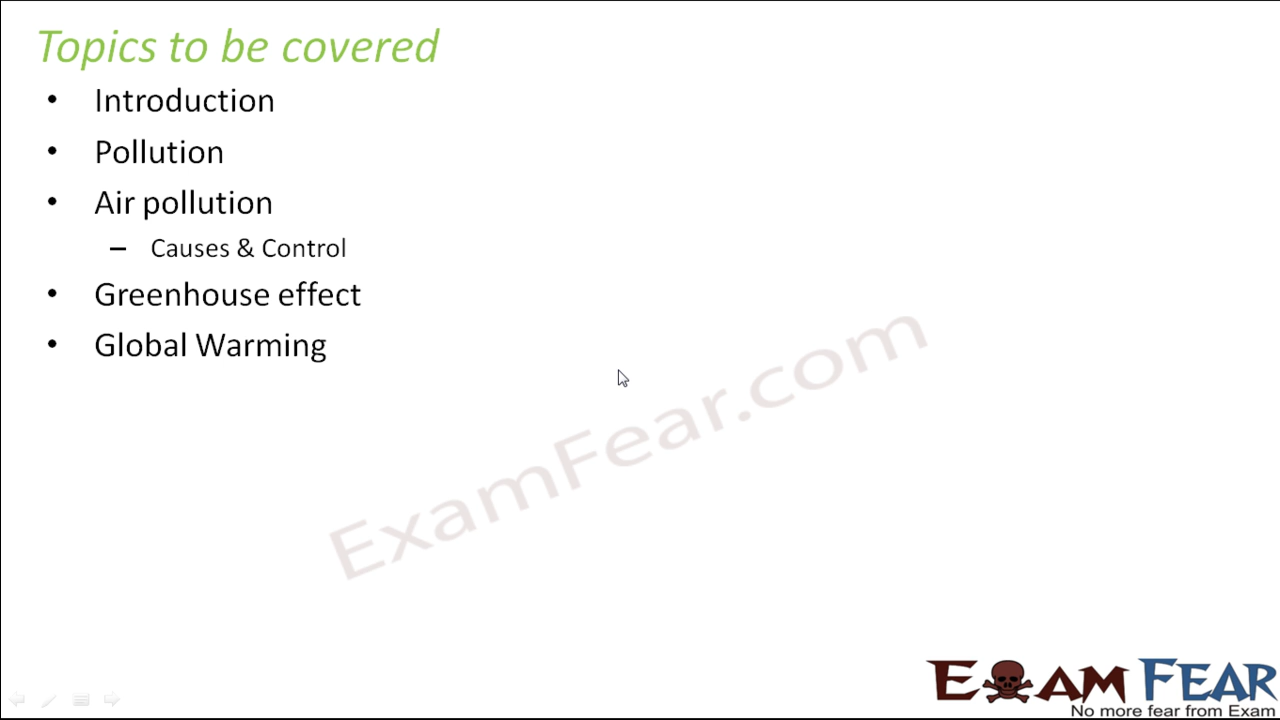 Topics to be covered
• Introduction
• Pollution
• Air pollution
– Causes & Control
• Greenhouse effect
• Global Warming
ExamFear.com
EXAM FEAR
No more fear from Exam